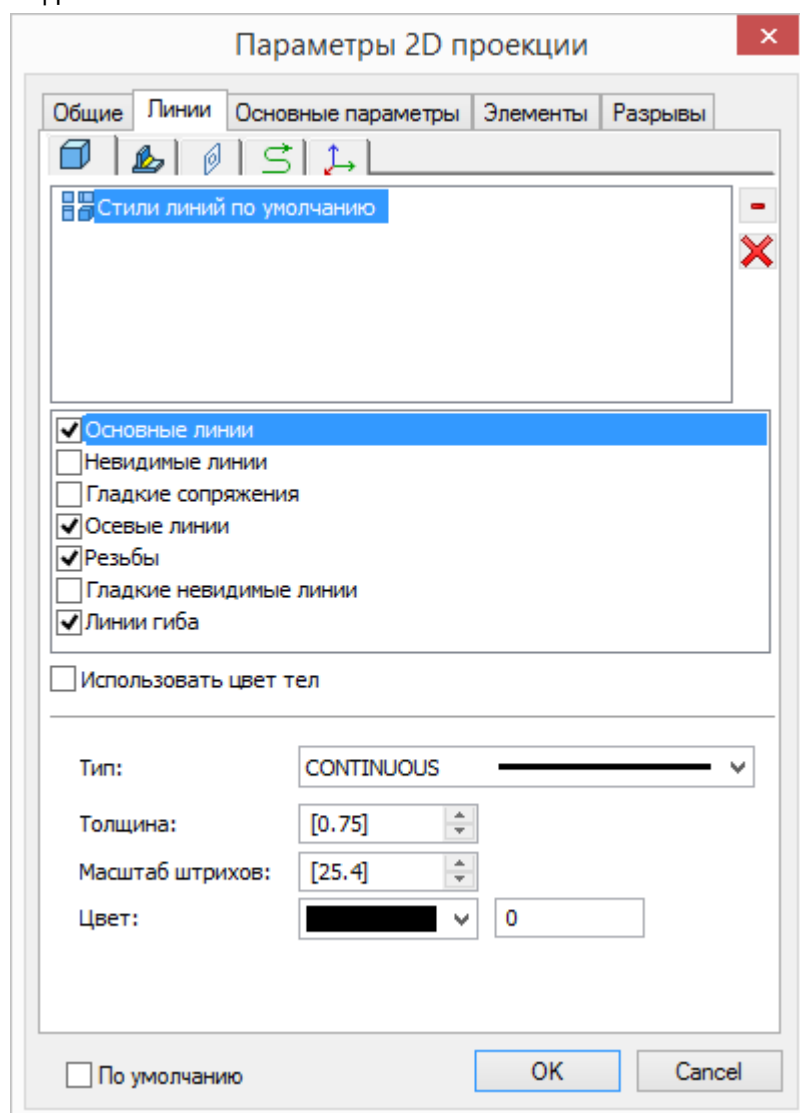 Параметры 2D проекции
Общие Линии Основные параметры Элементы Разрывы
Стили линий по умолчанию
Основные линии
Невидимые линии
Гладкие сопряжения
Осевые линии
Резьбы
Гладкие невидимые линии
Линии гиба
Использовать цвет тел
Тип: CONTINUOUS
Толщина: [0.75]
Масштаб штрихов: [25.4]
Цвет: 0
По умолчанию OK Cancel